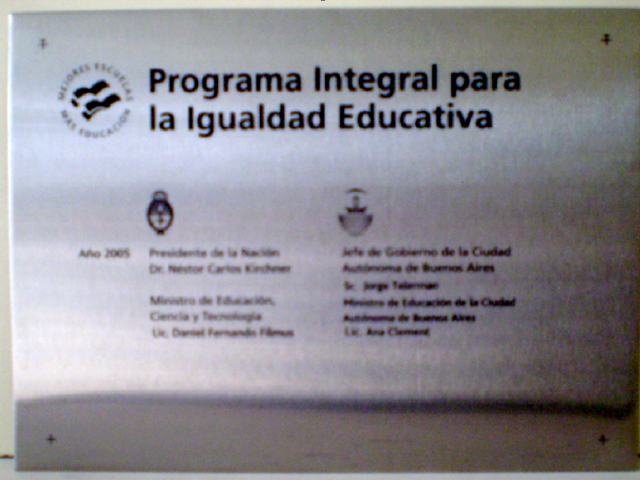 MEJORES ESCUELAS
MÁS EDUCACIÓN
Programa Integral para
la Igualdad Educativa
Año 2005
Presidente de la Nación
Dr. Néstor Carlos Kirchner
Ministro de Educación,
Ciencia y Tecnología
Lic. Daniel Fernando Filmus
Jefe de Gobierno de la Ciudad
Autónoma de Buenos Aires
Sr. Jorge Telerman
Ministro de Educación de la Ciudad
Autónoma de Buenos Aires
Lic. Ana Clement